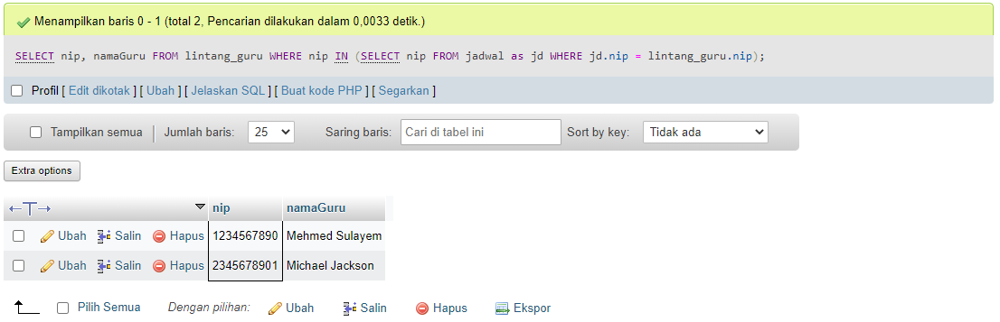 Menampilkan baris 0 - 1 (total 2, Pencarian dilakukan dalam 0,0033 detik.)
SELECT nip, namaGuru FROM lintang_guru WHERE nip IN (SELECT nip FROM jadwal as jd WHERE jd.nip = lintang_guru.nip);
Profil [ Edit dikotak ] [ Ubah ] [ Jelaskan SQL ] [ Buat kode PHP ] [ Segarkan ]
Tampilkan semua Jumlah baris: 25 Saring baris: Cari di tabel ini Sort by key: Tidak ada
Extra options
nip namaGuru
Ubah Salin Hapus 1234567890 Mehmed Sulayem
Ubah Salin Hapus 2345678901 Michael Jackson
Pilih Semua Dengan pilihan: Ubah Salin Hapus Ekspor